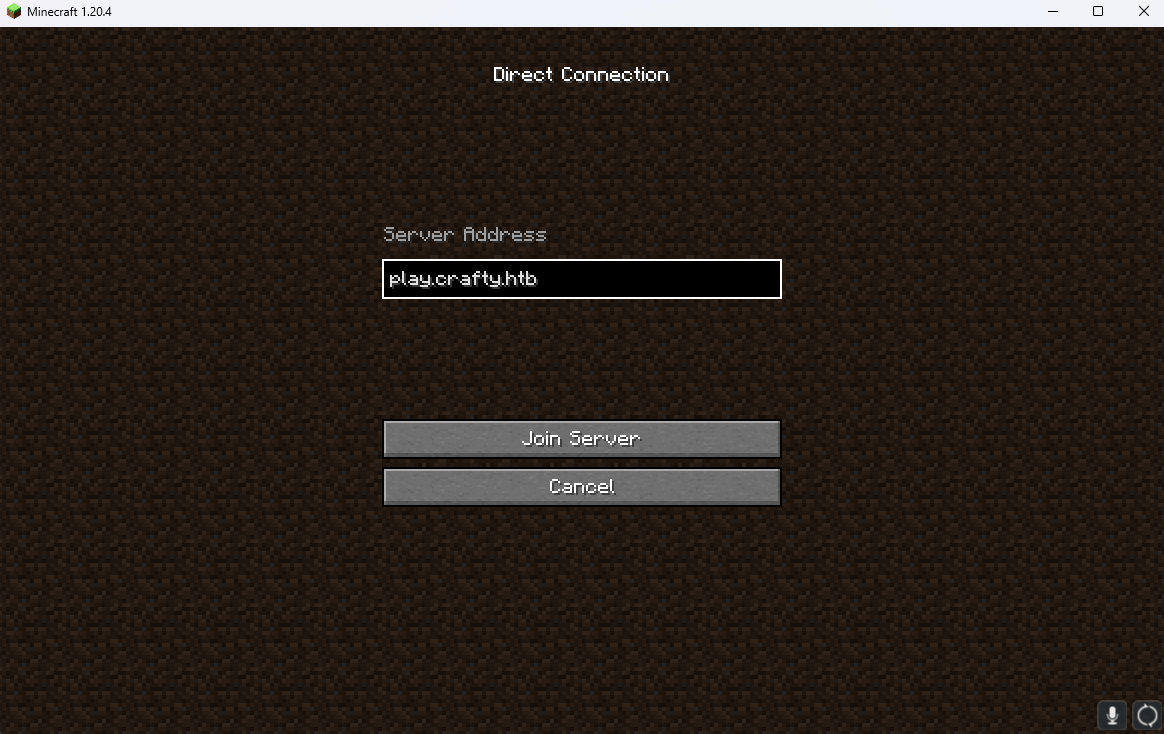 Minecraft 1.20.4
Direct Connection
Server Address
play.crafty.htb
Join Server
Cancel